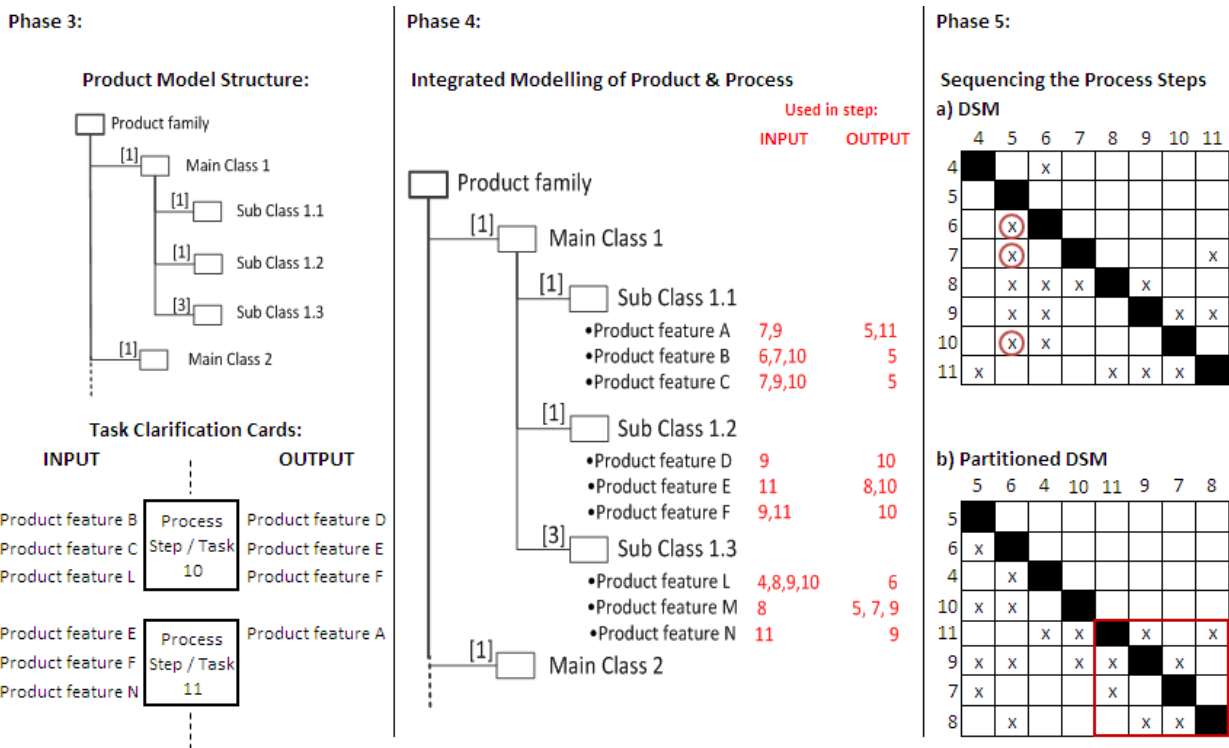 Phase 3:
Product Model Structure:
Product family
[1]
Main Class 1
[1]
Sub Class 1.1
[1]
Sub Class 1.2
[3]
Sub Class 1.3
[1]
Main Class 2
Task Clarification Cards:
INPUT OUTPUT
Product feature B Process Product feature D
Product feature C Step / Task Product feature E
Product feature L 10 Product feature F
Product feature E Process Product feature A
Product feature F Step / Task
Product feature N 11
Phase 4:
Integrated Modelling of Product & Process
Used in step:
INPUT OUTPUT
Product family
[1]
Main Class 1
[1]
Sub Class 1.1
•Product feature A 7,9 5,11
•Product feature B 6,7,10 5
•Product feature C 7,9,10 5
[1]
Sub Class 1.2
•Product feature D 9 10
•Product feature E 11 8,10
•Product feature F 9,11 10
[3]
Sub Class 1.3
•Product feature L 4,8,9,10 6
•Product feature M 8 5, 7, 9
•Product feature N 11 9
[1]
Main Class 2
Phase 5:
Sequencing the Process Steps
a) DSM
4 5 6 7 8 9 10 11
4 x
5
6 x
7 x x
8 x x x x
9 x x x x
10 x x
11 x x x x
b) Partitioned DSM
5 6 4 10 11 9 7 8
5
6 x
4 x
10 x x
11 x x x x
9 x x x x x
7 x x
8 x x x